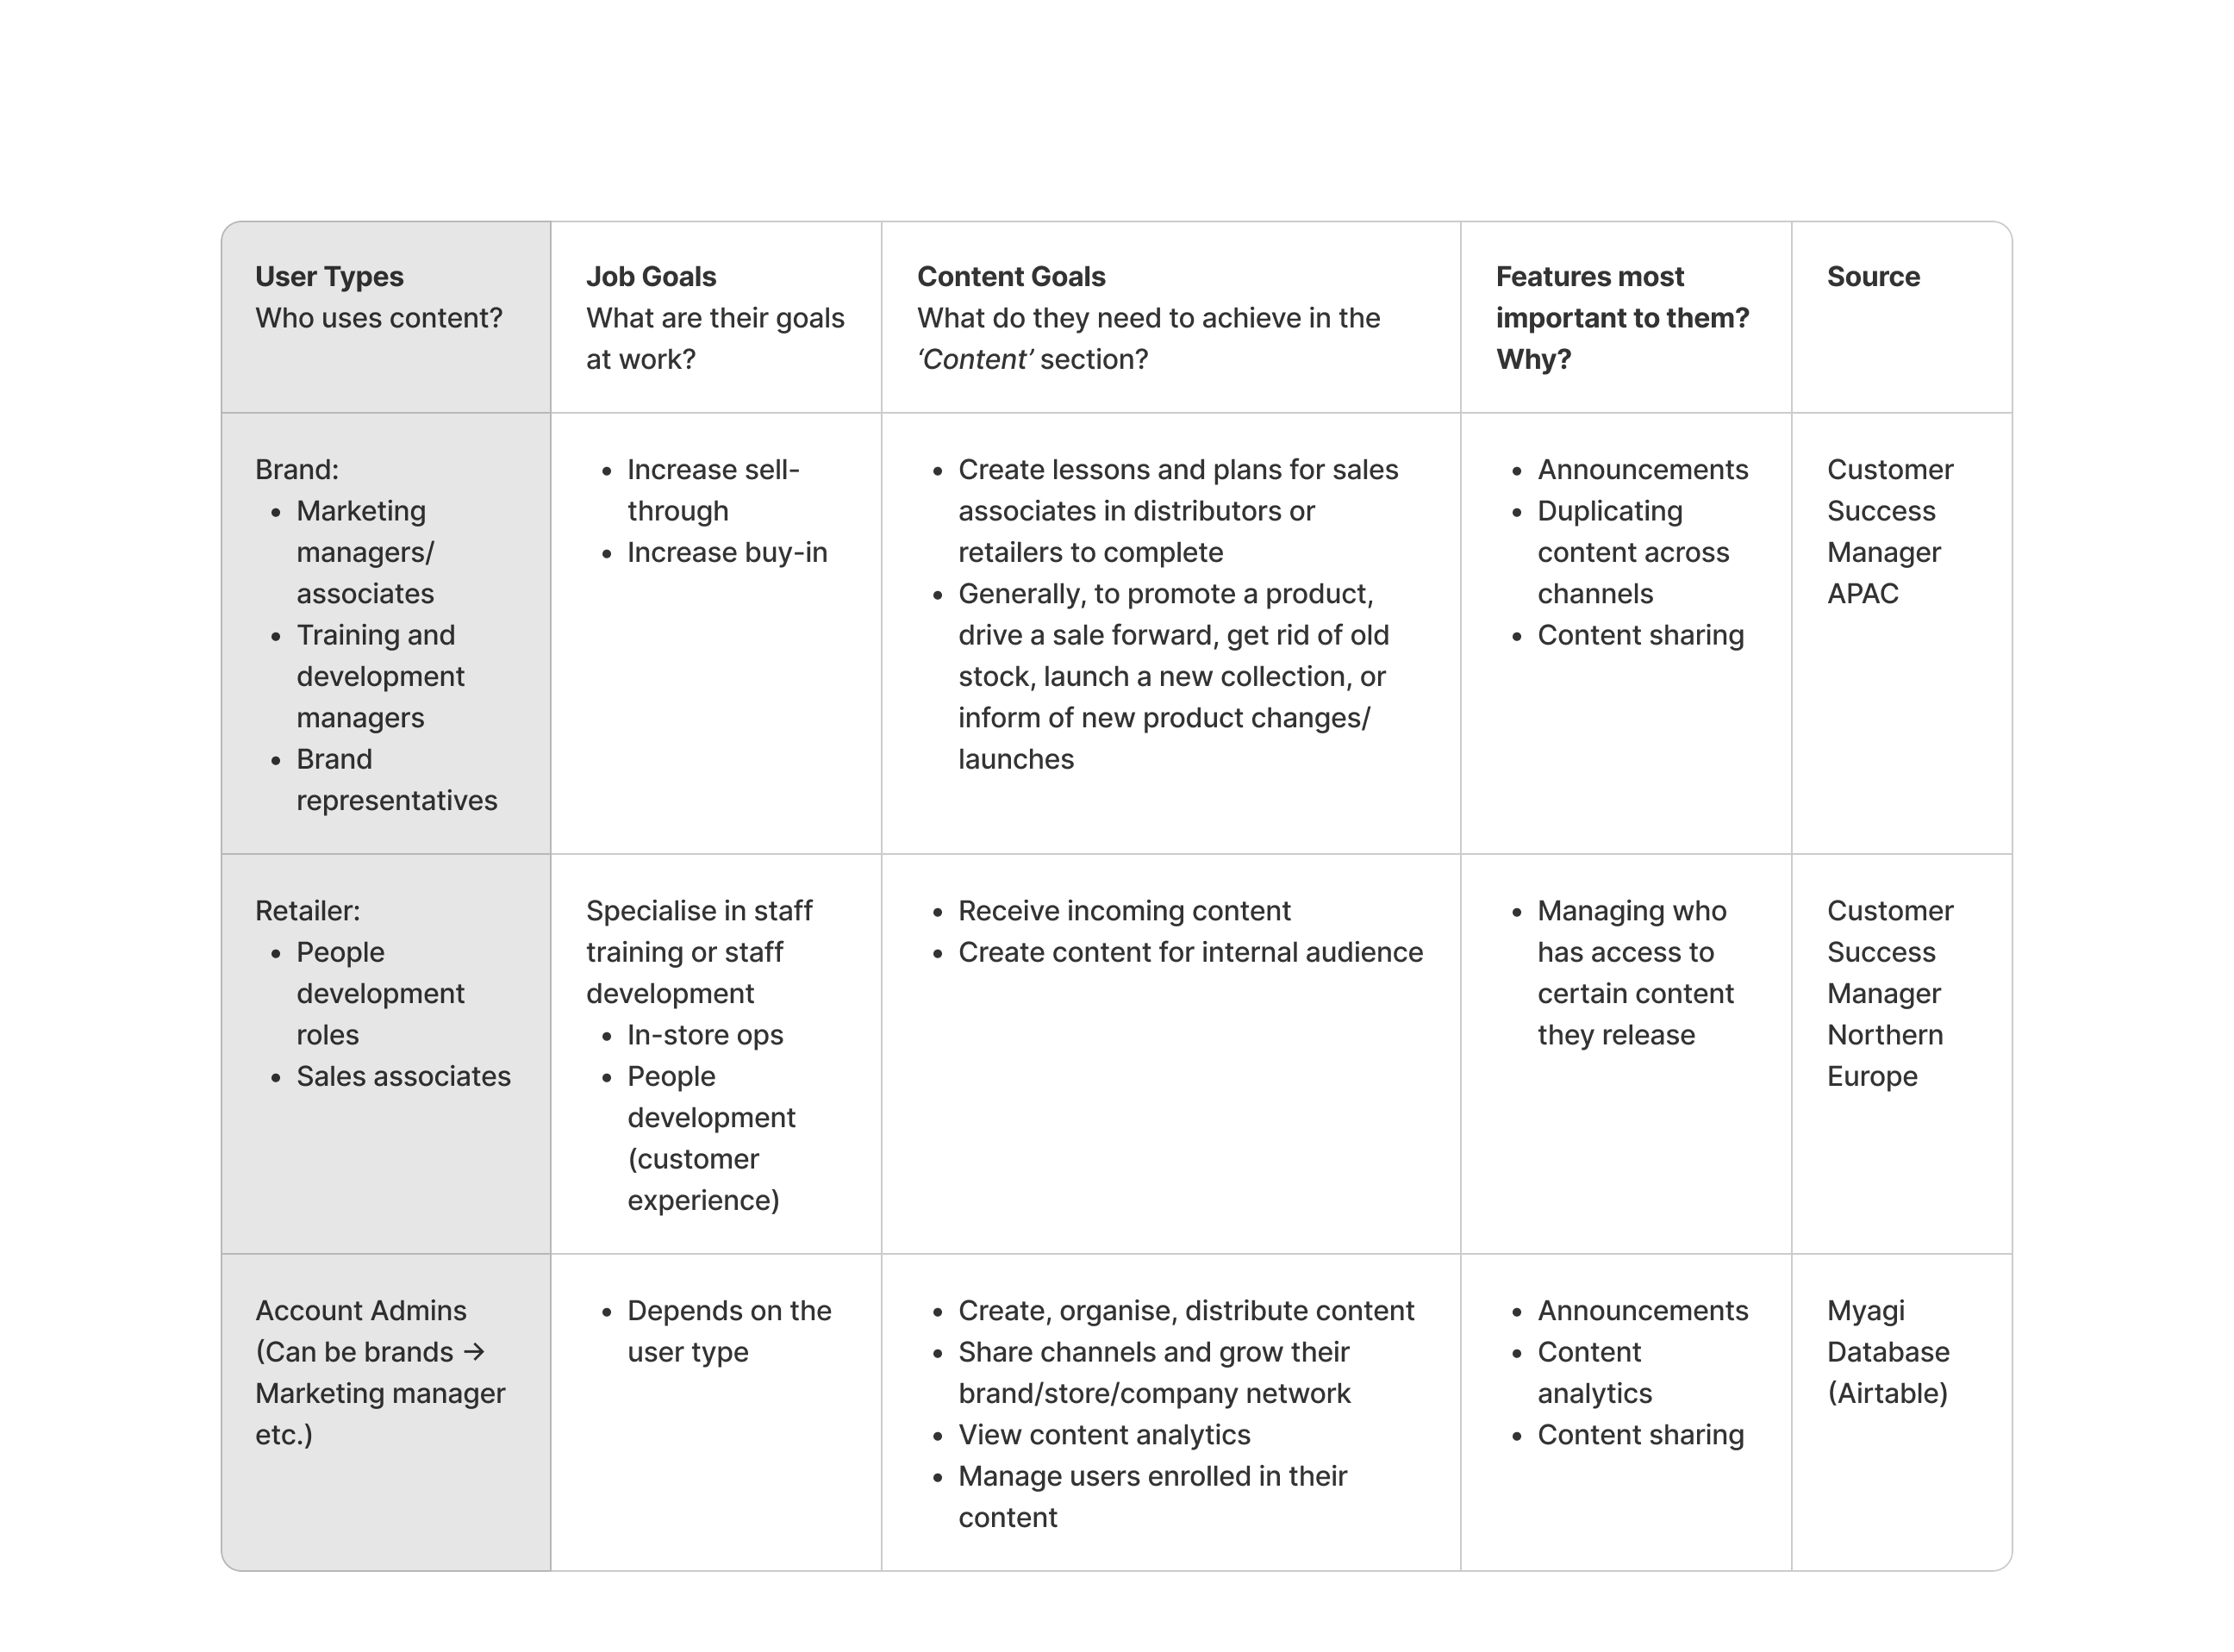 User Types
Who uses content?
Job Goals
What are their goals
at work?
Content Goals
What do they need to achieve in the
‘Content’ section?
Features most
important to them?
Why?
Source
Brand:
• Marketing
managers/
associates
• Training and
development
managers
• Brand
representatives
• Increase sell-
through
• Increase buy-in
• Create lessons and plans for sales
associates in distributors or
retailers to complete
• Generally, to promote a product,
drive a sale forward, get rid of old
stock, launch a new collection, or
inform of new product changes/
launches
• Announcements
• Duplicating
content across
channels
• Content sharing
Customer
Success
Manager
APAC
Retailer:
• People
development
roles
• Sales associates
Specialise in staff
training or staff
development
• In-store ops
• People
development
(customer
experience)
• Receive incoming content
• Create content for internal audience
• Managing who
has access to
certain content
they release
Customer
Success
Manager
Northern
Europe
Account Admins
(Can be brands →
Marketing manager
etc.)
• Depends on the
user type
• Create, organise, distribute content
• Share channels and grow their
brand/store/company network
• View content analytics
• Manage users enrolled in their
content
• Announcements
• Content
analytics
• Content sharing
Myagi
Database
(Airtable)